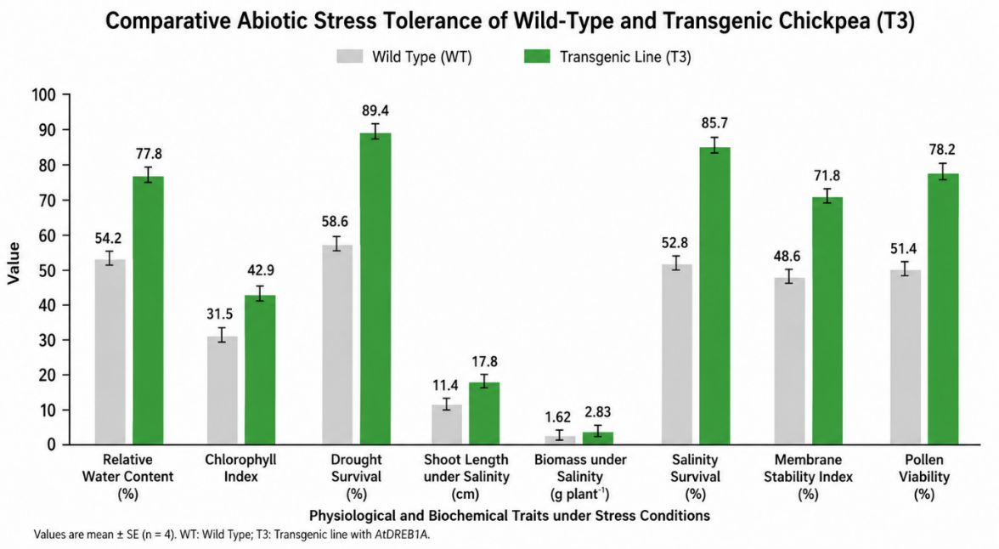 Comparative Abiotic Stress Tolerance of Wild-Type and Transgenic Chickpea (T3)
Wild Type (WT) Transgenic Line (T3)
Value
100
90
80
70
60
50
40
30
20
10
0
54.2 77.8
31.5 42.9
58.6 89.4
11.4 17.8
1.62 2.83
52.8 85.7
48.6 71.8
51.4 78.2
Relative
Water Content
(%)
Chlorophyll
Index
Drought
Survival
(%)
Shoot Length
under Salinity
(cm)
Biomass under
Salinity
(g plant⁻¹)
Salinity
Survival
(%)
Membrane
Stability Index
(%)
Pollen
Viability
(%)
Physiological and Biochemical Traits under Stress Conditions
Values are mean ± SE (n = 4). WT: Wild Type; T3: Transgenic line with AtDREB1A.